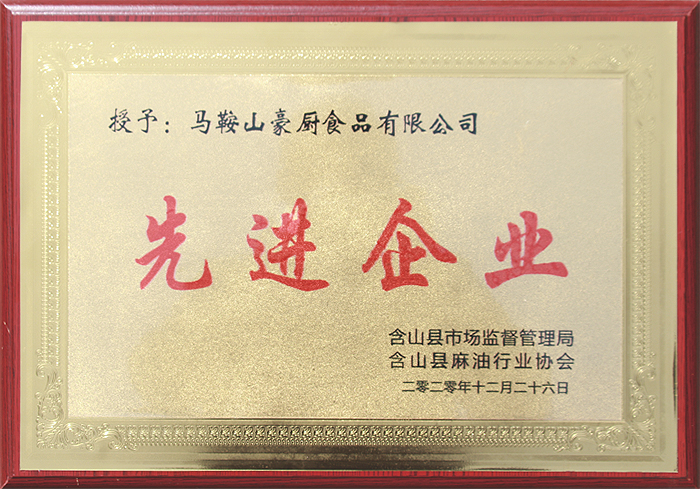 授予：马鞍山豪厨食品有限公司
先进企业
含山县市场监督管理局
含山县麻油行业协会
二零二零年十二月二十六日